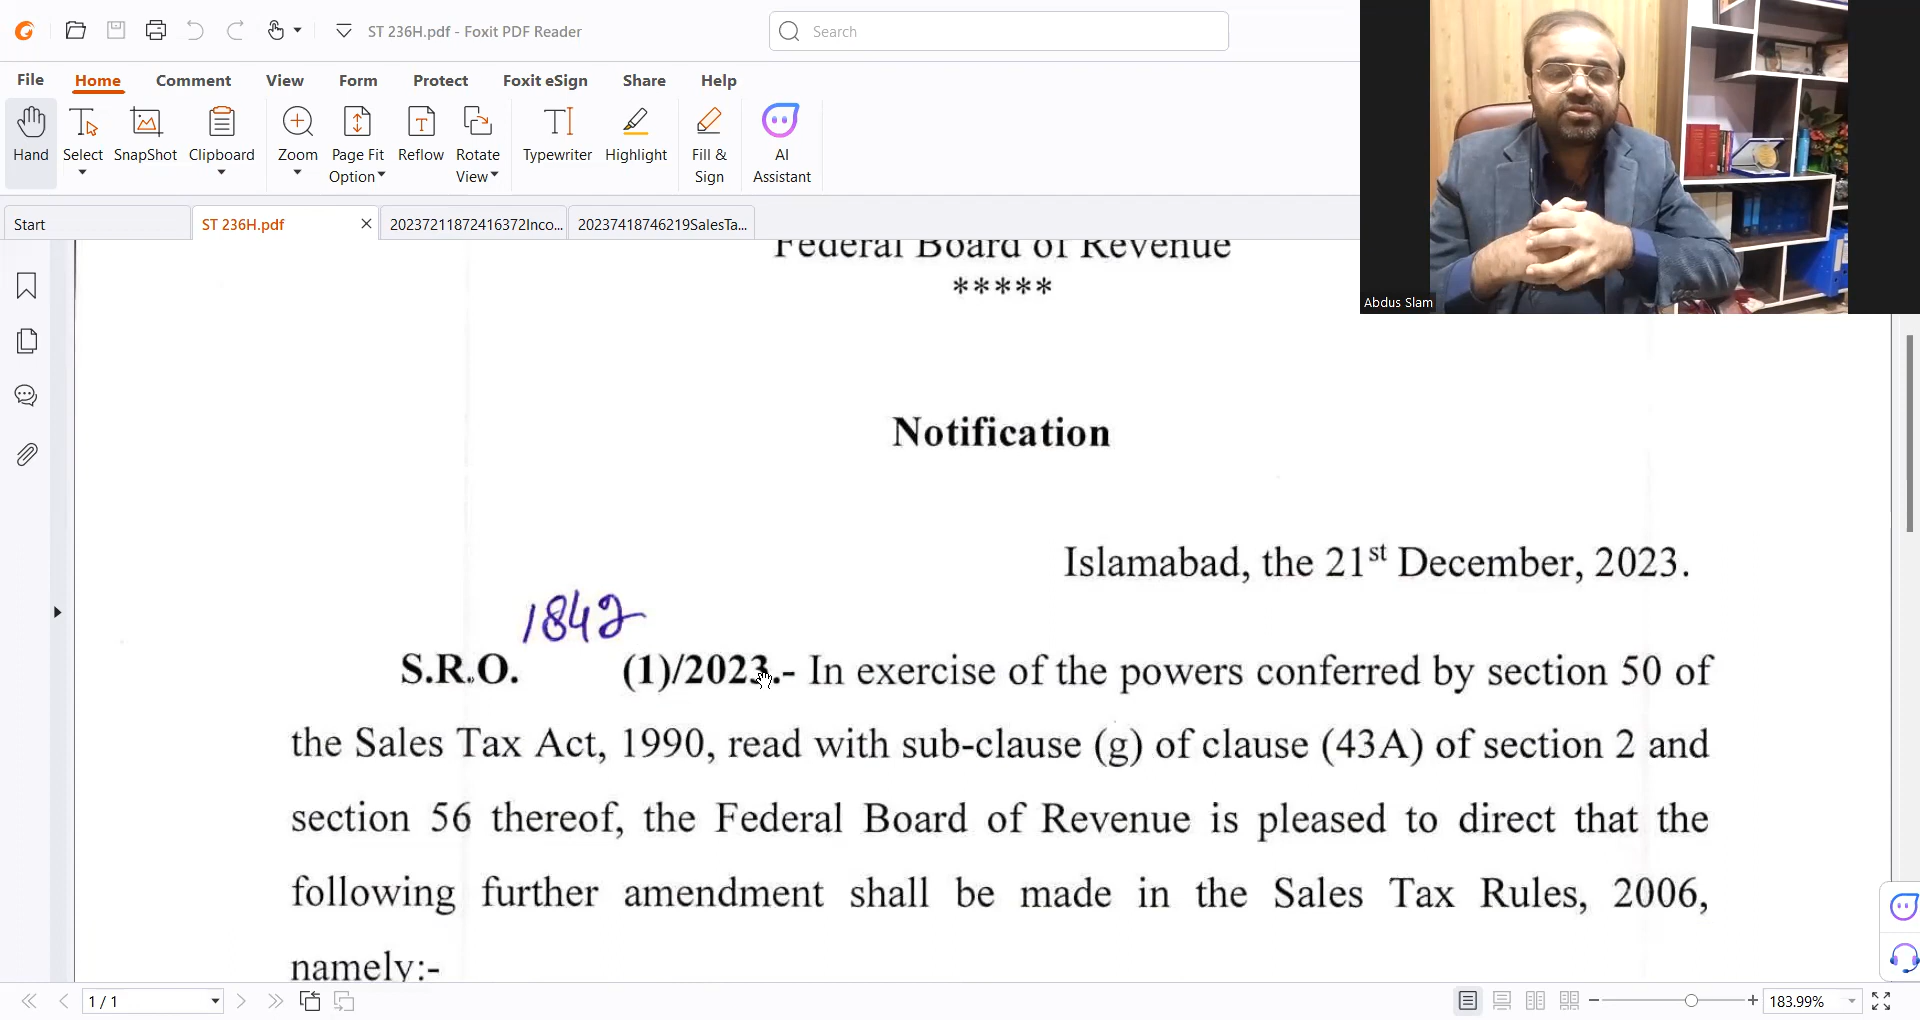 ST 236H.pdf - Foxit PDF Reader
Search
File Home Comment View Form Protect Foxit eSign Share Help
Hand Select SnapShot Clipboard Zoom Page Fit Option Reflow Rotate View Typewriter Highlight Fill & Sign AI Assistant
Start ST 236H.pdf 20237211872416372Inco... 20237418746219SalesTa...
Abdus Slam
Federal Board of Revenue
*****
Notification
Islamabad, the 21st December, 2023.
1842
S.R.O. (1)/2023.- In exercise of the powers conferred by section 50 of
the Sales Tax Act, 1990, read with sub-clause (g) of clause (43A) of section 2 and
section 56 thereof, the Federal Board of Revenue is pleased to direct that the
following further amendment shall be made in the Sales Tax Rules, 2006,
namely:-
1 / 1
183.99%